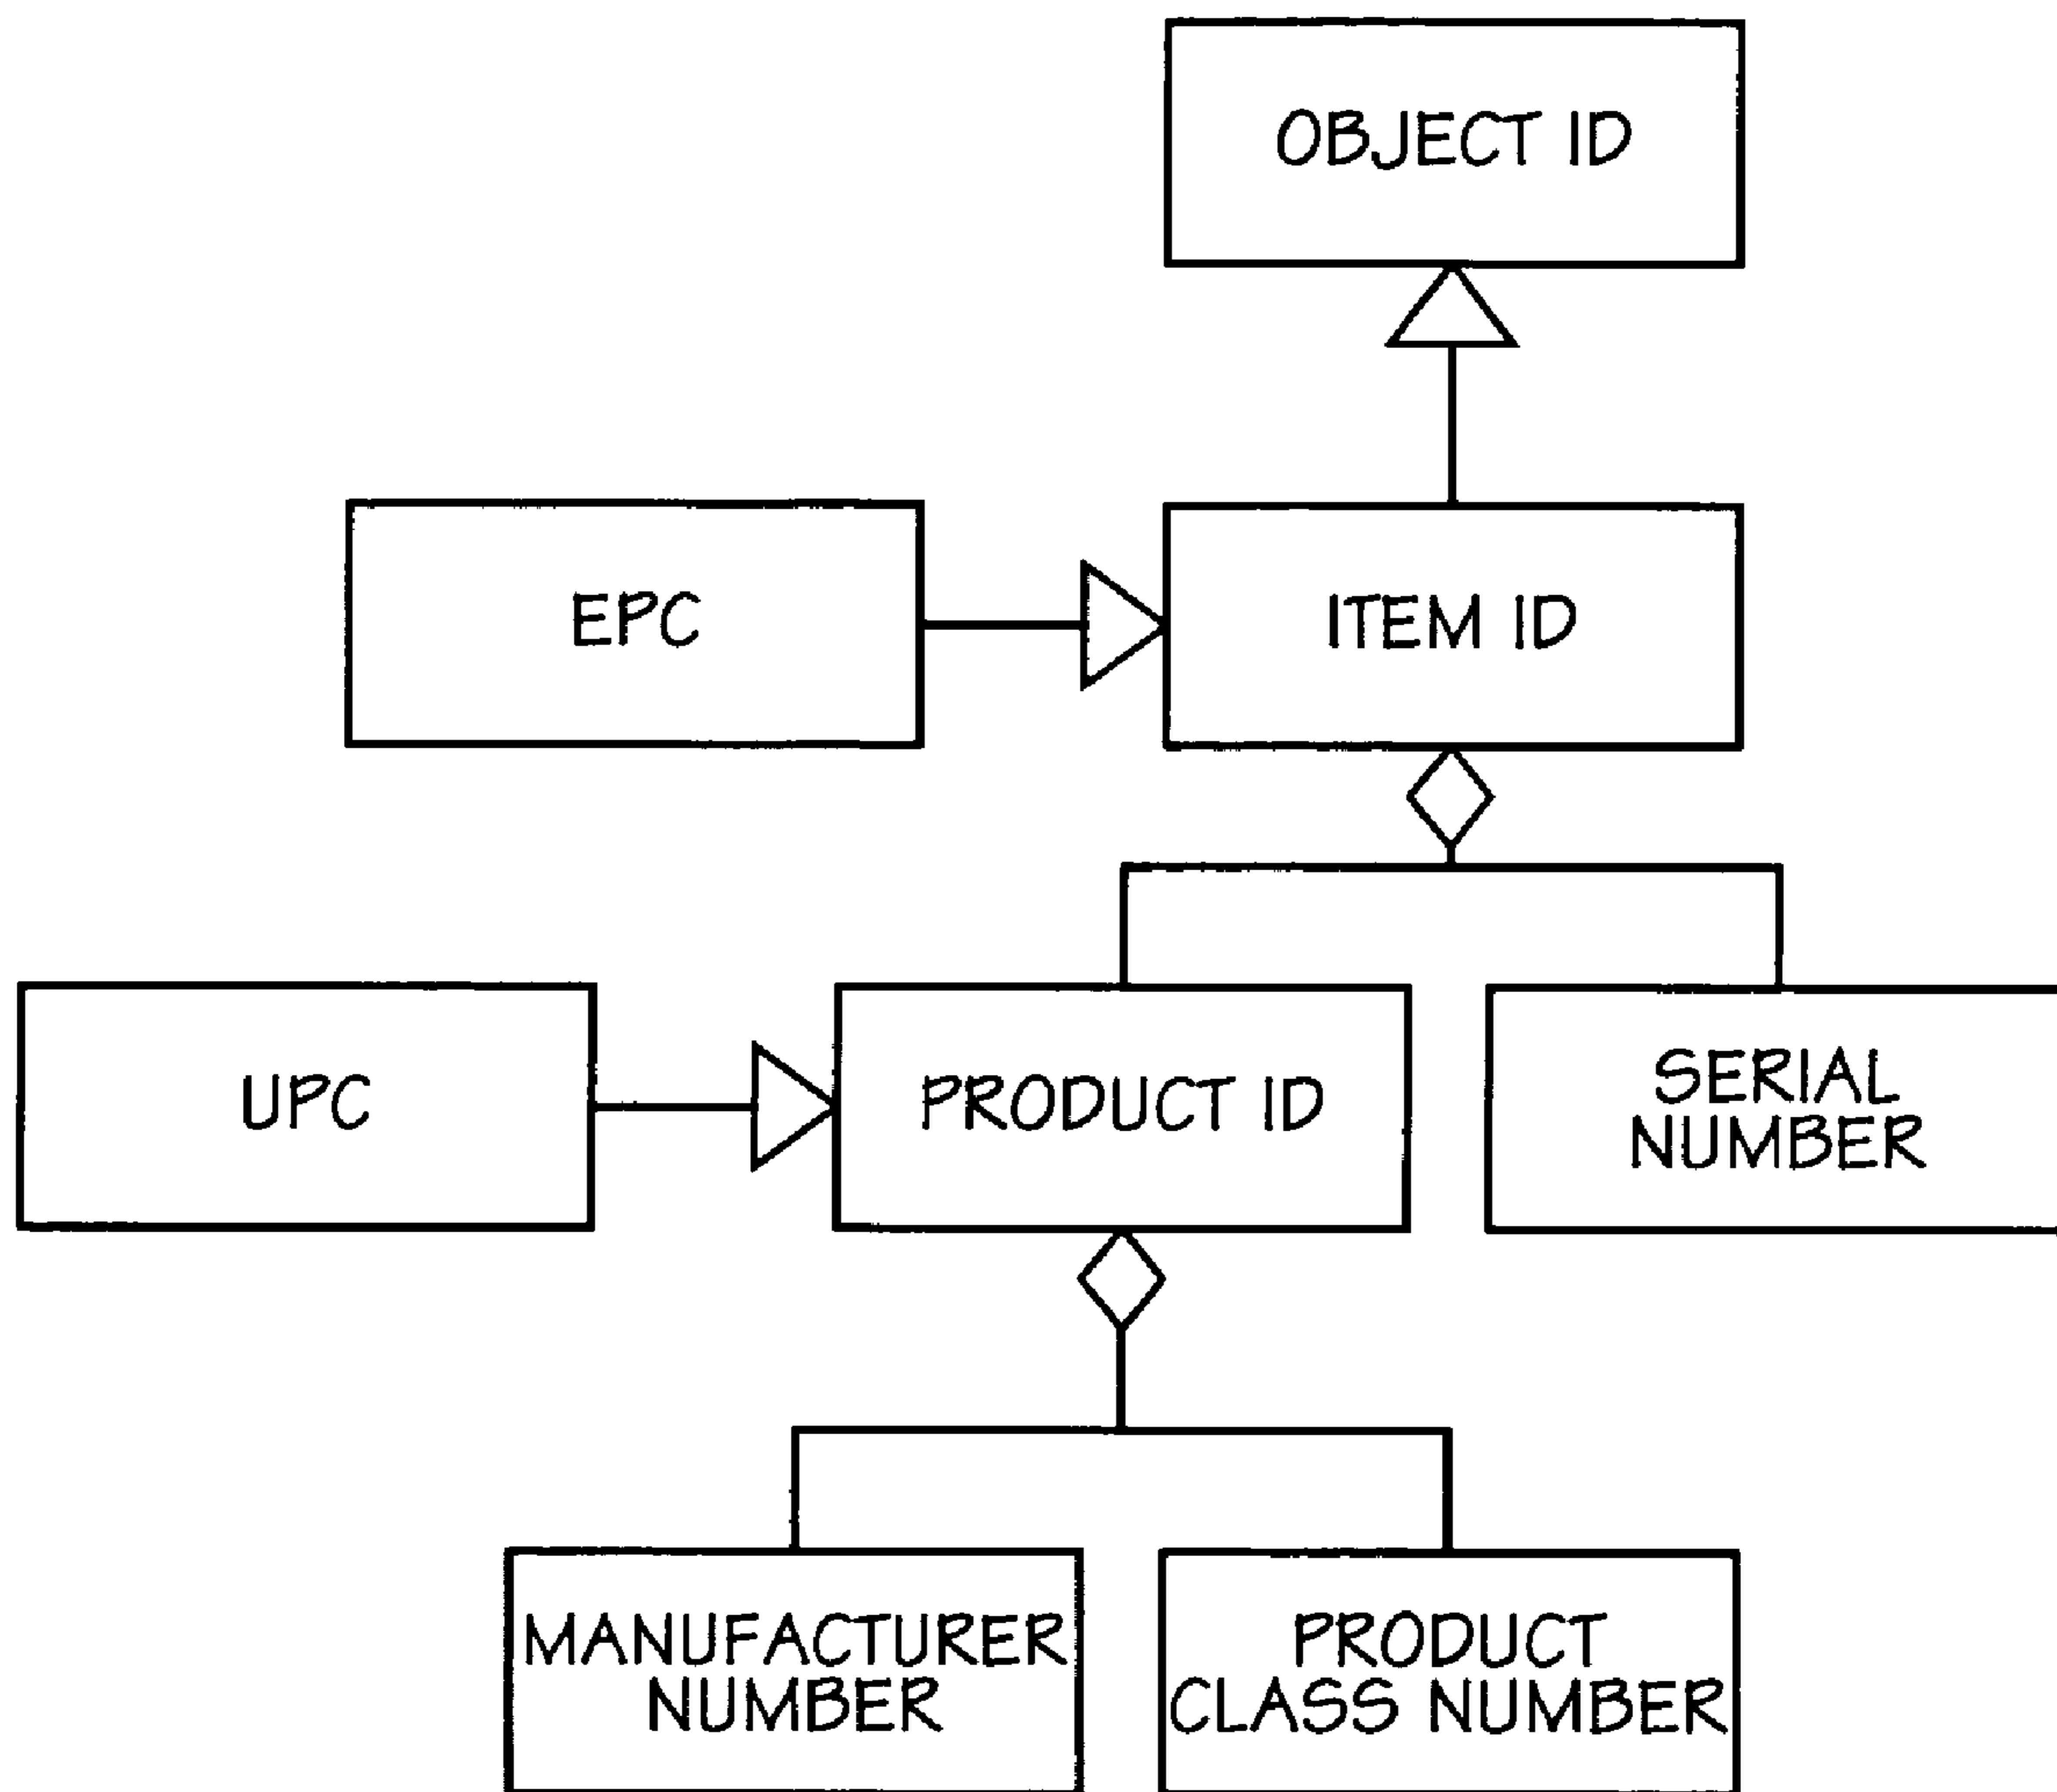 OBJECT ID
EPC
ITEM ID
UPC
PRODUCT ID
SERIAL
NUMBER
MANUFACTURER
NUMBER
PRODUCT
CLASS NUMBER